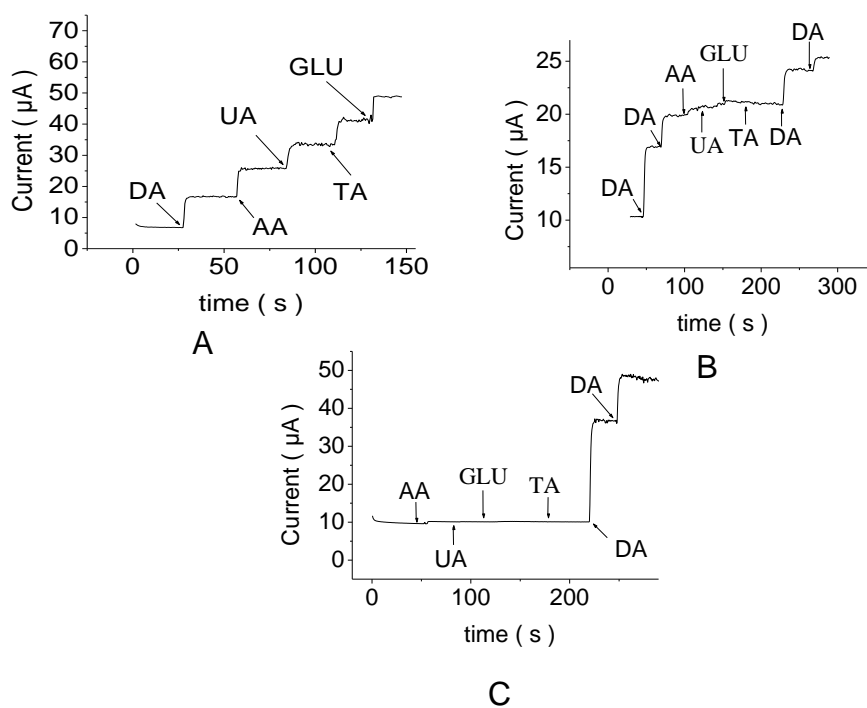 70
60
50
40
30
20
10
0
Current ( μA )
DA
AA
UA
TA
GLU
0
50
100
150
time ( s )
A
25
20
15
10
Current ( μA )
DA
DA
AA
UA
GLU
TA
DA
DA
0
100
200
300
time ( s )
B
50
40
30
20
10
0
Current ( μA )
AA
UA
GLU
TA
DA
DA
0
100
200
time ( s )
C